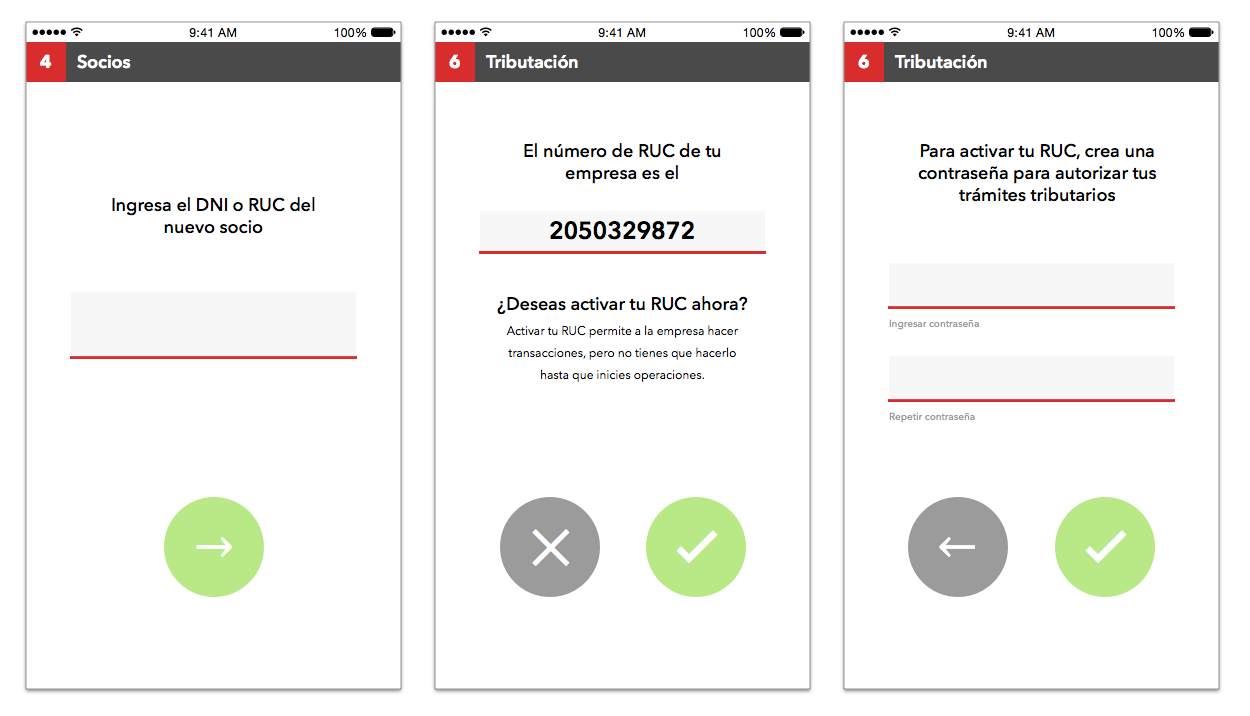 9:41 AM 100%
4 Socios
Ingresa el DNI o RUC del
nuevo socio
9:41 AM 100%
6 Tributación
El número de RUC de tu
empresa es el
2050329872
¿Deseas activar tu RUC ahora?
Activar tu RUC permite a la empresa hacer
transacciones, pero no tienes que hacerlo
hasta que inicies operaciones.
9:41 AM 100%
6 Tributación
Para activar tu RUC, crea una
contraseña para autorizar tus
trámites tributarios
Ingresar contraseña
Repetir contraseña